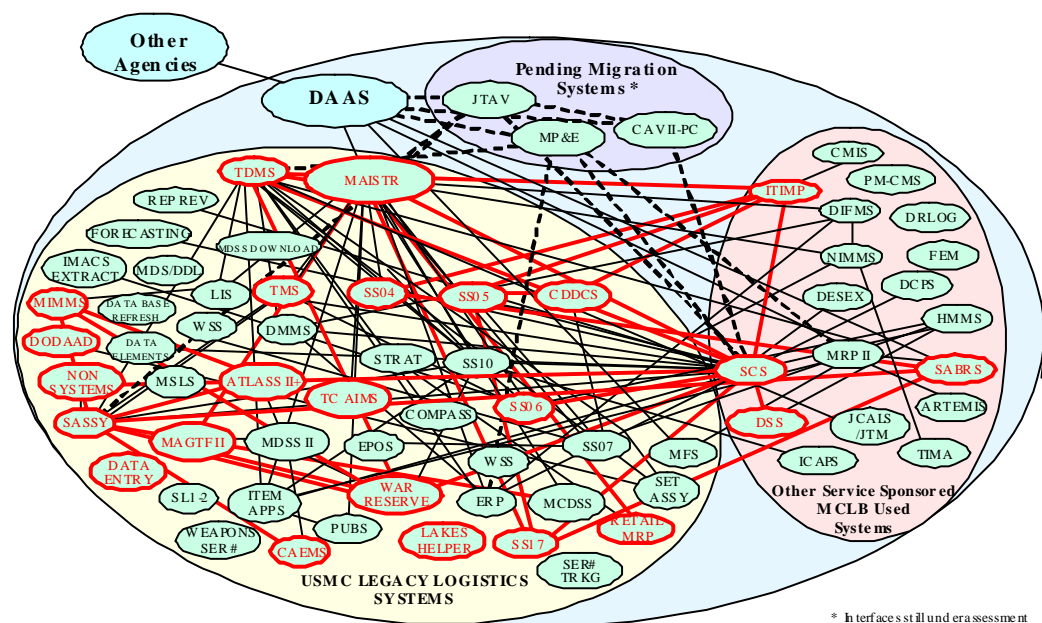 Other
Agencies
Pending Migration
Systems *
DAAS
JTAV
MP&E
CAVII-PC
CMIS
TDMS
MAISTR
ITIMP
PM-CMS
REPREV
DIFMS
DRLOG
FORECASTING
MDSS DOWNLOAD
NIMMS
FEM
IMACS
EXTRACT
MDS/DDL
LIS
TMS
SS04
SS05
CDDCS
DESEX
DCPS
MIMMS
DATA BASE
REFRESH
WSS
DMMS
HMMS
DODAAD
DATA
ELEMENTS
STRAT
SS10
MRP II
NON
SYSTEMS
MSLS
ATLASS II+
SCS
SABRS
TCAIMS
SASSY
COMPASS
SS06
DSS
JCALS
/JTM
ARTEMIS
MAGTF II
MDSS II
EPOS
SS07
TIMA
DATA
ENTRY
WSS
MFS
ICAPS
SL1-2
ITEM
APPS
WAR
RESERVE
ERP
MCDSS
SET
ASSY
Other Service Sponsored
MCLB Used
Systems
WEAPONS
SER#
PUBS
CAEMS
LAKES
HELPER
SS17
RETAIL
MRP
SER#
TRKG
USMC LEGACY LOGISTICS
SYSTEMS
* Interfaces still under assessment